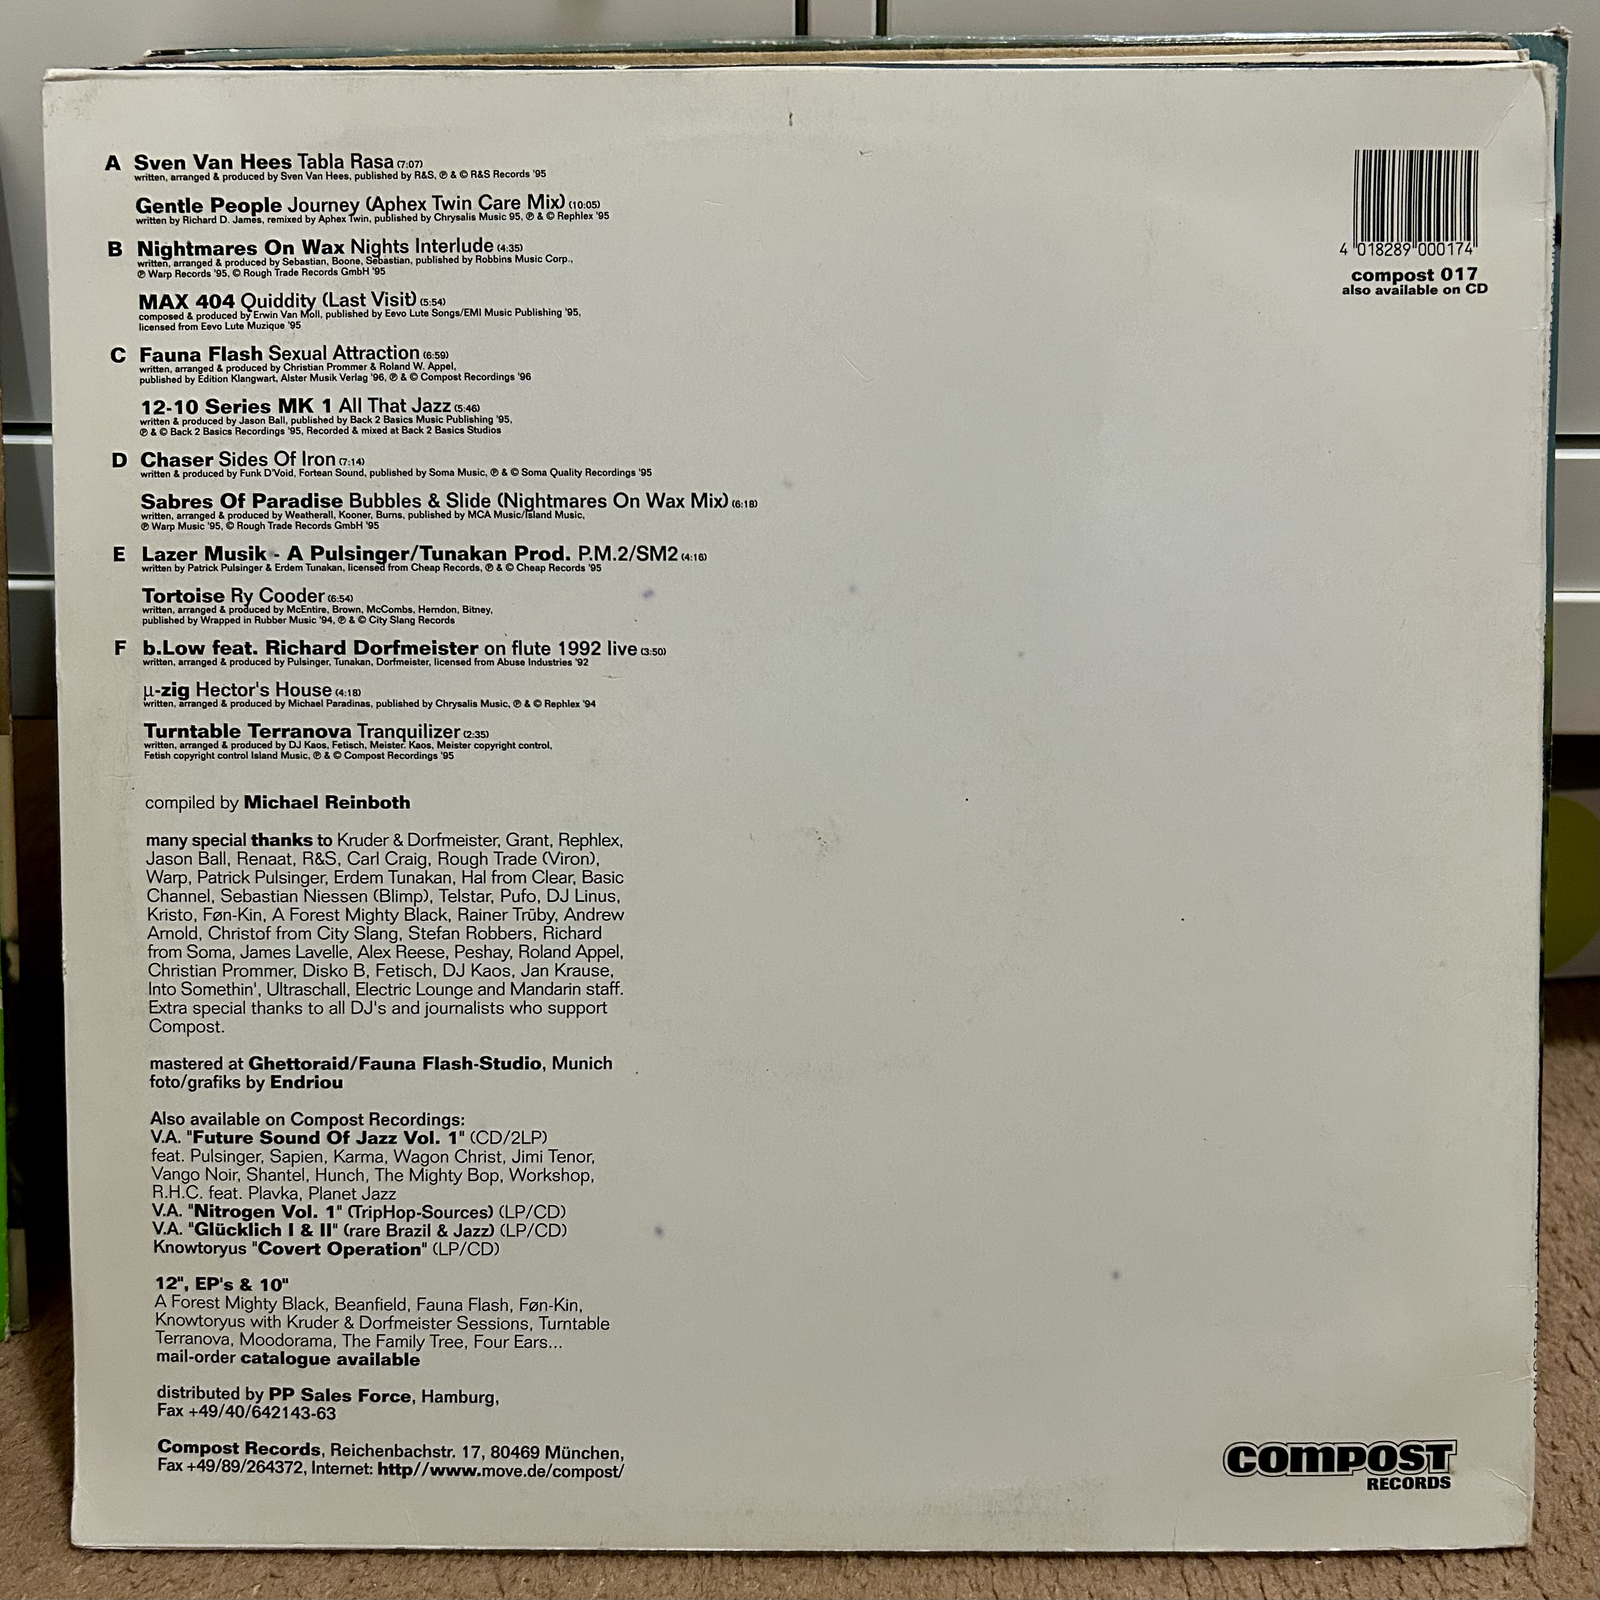 A Sven Van Hees Tabla Rasa (7:07)
written, arranged & produced by Sven Van Hees, published by R&S, ℗ & © R&S Records '95
Gentle People Journey (Aphex Twin Care Mix) (10:05)
written by Richard D. James, remixed by Aphex Twin, published by Chrysalis Music 95, ℗ & © Rephlex '95
B Nightmares On Wax Nights Interlude (4:35)
written, arranged & produced by Sebastian, Boone, Sebastian, published by Robbins Music Corp.,
℗ Warp Records '95, © Rough Trade Records GmbH '95
MAX 404 Quiddity (Last Visit) (5:54)
composed & produced by Erwin Van Moll, published by Eevo Lute Songs/EMI Music Publishing '95,
licensed from Eevo Lute Muzique '95
C Fauna Flash Sexual Attraction (6:59)
written, arranged & produced by Christian Prommer & Roland W. Appel,
published by Edition Klangwart, Alster Musik Verlag '96, ℗ & © Compost Recordings '96
12-10 Series MK 1 All That Jazz (5:46)
written & produced by Jason Ball, published by Back 2 Basics Music Publishing '95,
℗ & © Back 2 Basics Recordings '95, Recorded & mixed at Back 2 Basics Studios
D Chaser Sides Of Iron (7:14)
written & produced by Funk D'Void, Fortean Sound, published by Soma Music, ℗ & © Soma Quality Recordings '95
Sabres Of Paradise Bubbles & Slide (Nightmares On Wax Mix) (6:18)
written, arranged & produced by Weatherall, Kooner, Burns, published by MCA Music/Island Music,
℗ Warp Music '95, © Rough Trade Records GmbH '95
E Lazer Musik - A Pulsinger/Tunakan Prod. P.M.2/SM2 (4:16)
written by Patrick Pulsinger & Erdem Tunakan, licensed from Cheap Records, ℗ & © Cheap Records '95
Tortoise Ry Cooder (6:54)
written, arranged & produced by McEntire, Brown, McCombs, Herndon, Bitney,
published by Wrapped in Rubber Music '94, ℗ & © City Slang Records
F b.Low feat. Richard Dorfmeister on flute 1992 live (3:50)
written, arranged & produced by Pulsinger, Tunakan, Dorfmeister, licensed from Abuse Industries '92
µ-zig Hector's House (4:18)
written, arranged & produced by Michael Paradinas, published by Chrysalis Music, ℗ & © Rephlex '94
Turntable Terranova Tranquilizer (2:35)
written, arranged & produced by DJ Kaos, Fetisch, Meister. Kaos, Meister copyright control,
Fetish copyright control Island Music, ℗ & © Compost Recordings '95
compiled by Michael Reinboth
many special thanks to Kruder & Dorfmeister, Grant, Rephlex,
Jason Ball, Renaat, R&S, Carl Craig, Rough Trade (Viron),
Warp, Patrick Pulsinger, Erdem Tunakan, Hal from Clear, Basic
Channel, Sebastian Niessen (Blimp), Telstar, Pufo, DJ Linus,
Kristo, Føn-Kin, A Forest Mighty Black, Rainer Trüby, Andrew
Arnold, Christof from City Slang, Stefan Robbers, Richard
from Soma, James Lavelle, Alex Reese, Peshay, Roland Appel,
Christian Prommer, Disko B, Fetisch, DJ Kaos, Jan Krause,
Into Somethin', Ultraschall, Electric Lounge and Mandarin staff.
Extra special thanks to all DJ's and journalists who support
Compost.
mastered at Ghettoraid/Fauna Flash-Studio, Munich
foto/grafiks by Endriou
Also available on Compost Recordings:
V.A. "Future Sound Of Jazz Vol. 1" (CD/2LP)
feat. Pulsinger, Sapien, Karma, Wagon Christ, Jimi Tenor,
Vango Noir, Shantel, Hunch, The Mighty Bop, Workshop,
R.H.C. feat. Plavka, Planet Jazz
V.A. "Nitrogen Vol. 1" (TripHop-Sources) (LP/CD)
V.A. "Glücklich I & II" (rare Brazil & Jazz) (LP/CD)
Knowtoryus "Covert Operation" (LP/CD)
12", EP's & 10"
A Forest Mighty Black, Beanfield, Fauna Flash, Føn-Kin,
Knowtoryus with Kruder & Dorfmeister Sessions, Turntable
Terranova, Moodorama, The Family Tree, Four Ears...
mail-order catalogue available
distributed by PP Sales Force, Hamburg,
Fax +49/40/642143-63
Compost Records, Reichenbachstr. 17, 80469 München,
Fax +49/89/264372, Internet: http//www.move.de/compost/
4 018289 000174
compost 017
also available on CD
COMPOST
RECORDS